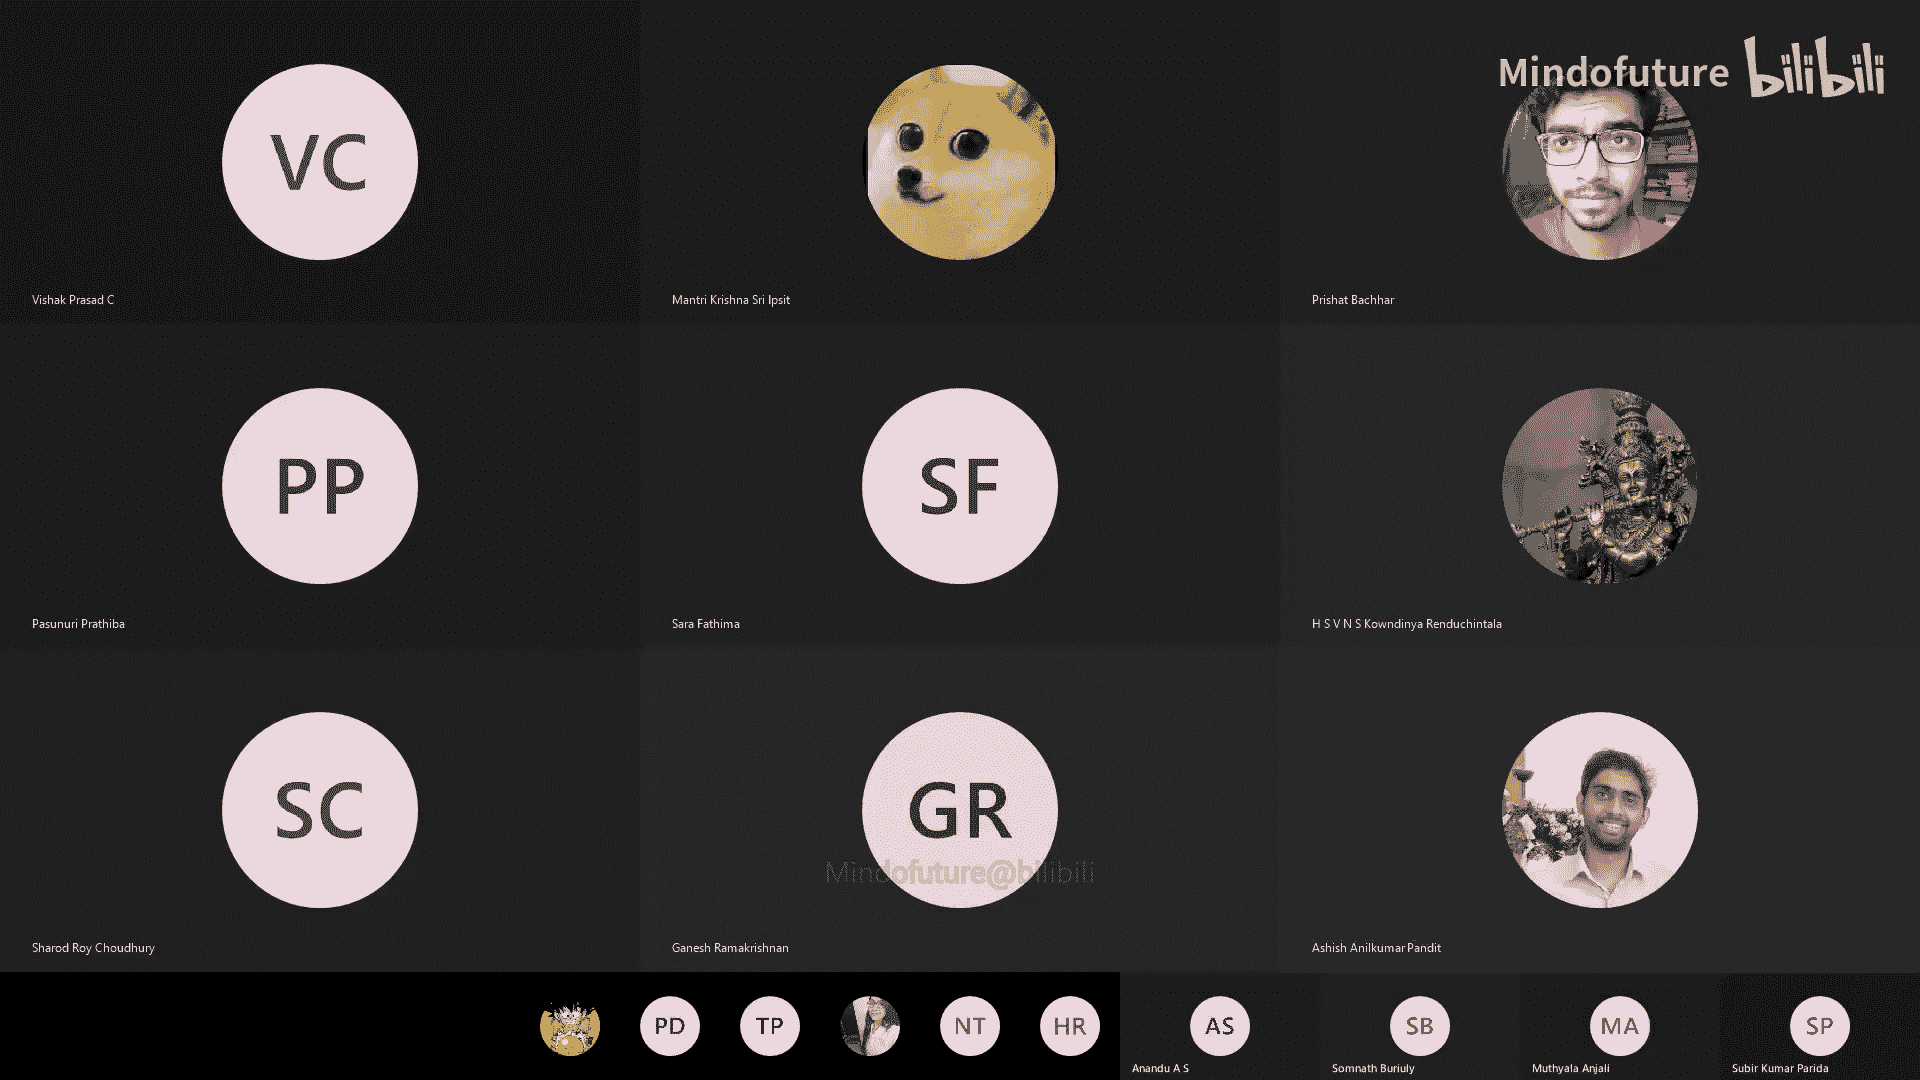 Mindofuture bilibili
VC
Vishak Prasad C
Mantri Krishna Sri Ipsit
Prishat Bachhar
PP
SF
Pasunuri Prathiba
Sara Fathima
H S V N S Kowndinya Renduchintala
SC
GR
Mindofuture@bilibili
Sharod Roy Choudhury
Ganesh Ramakrishnan
Ashish Anilkumar Pandit
PD
TP
NT
HR
AS
SB
MA
SP
Anandu A S
Somnath Buriuly
Muthyala Anjali
Subir Kumar Parida